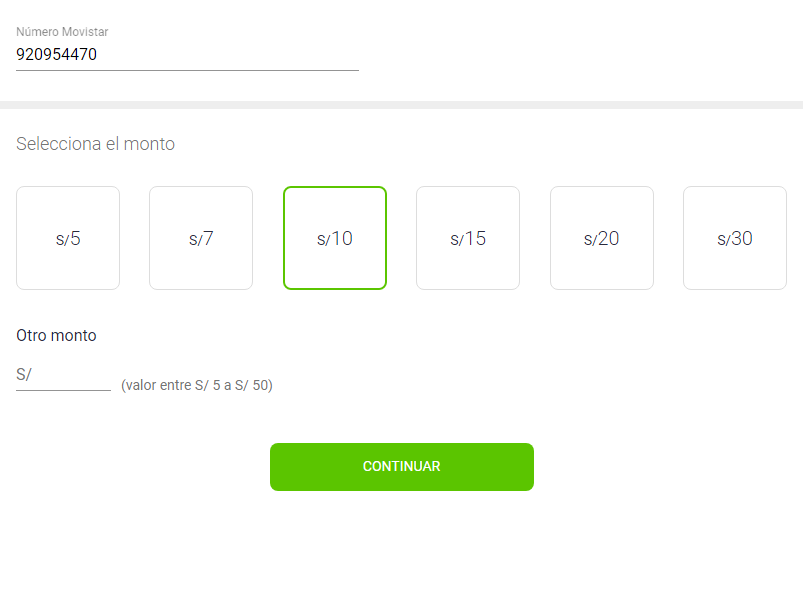 Número Movistar
920954470
Selecciona el monto
s/5 s/7 s/10 s/15 s/20 s/30
Otro monto
S/ (valor entre S/ 5 a S/ 50)
CONTINUAR